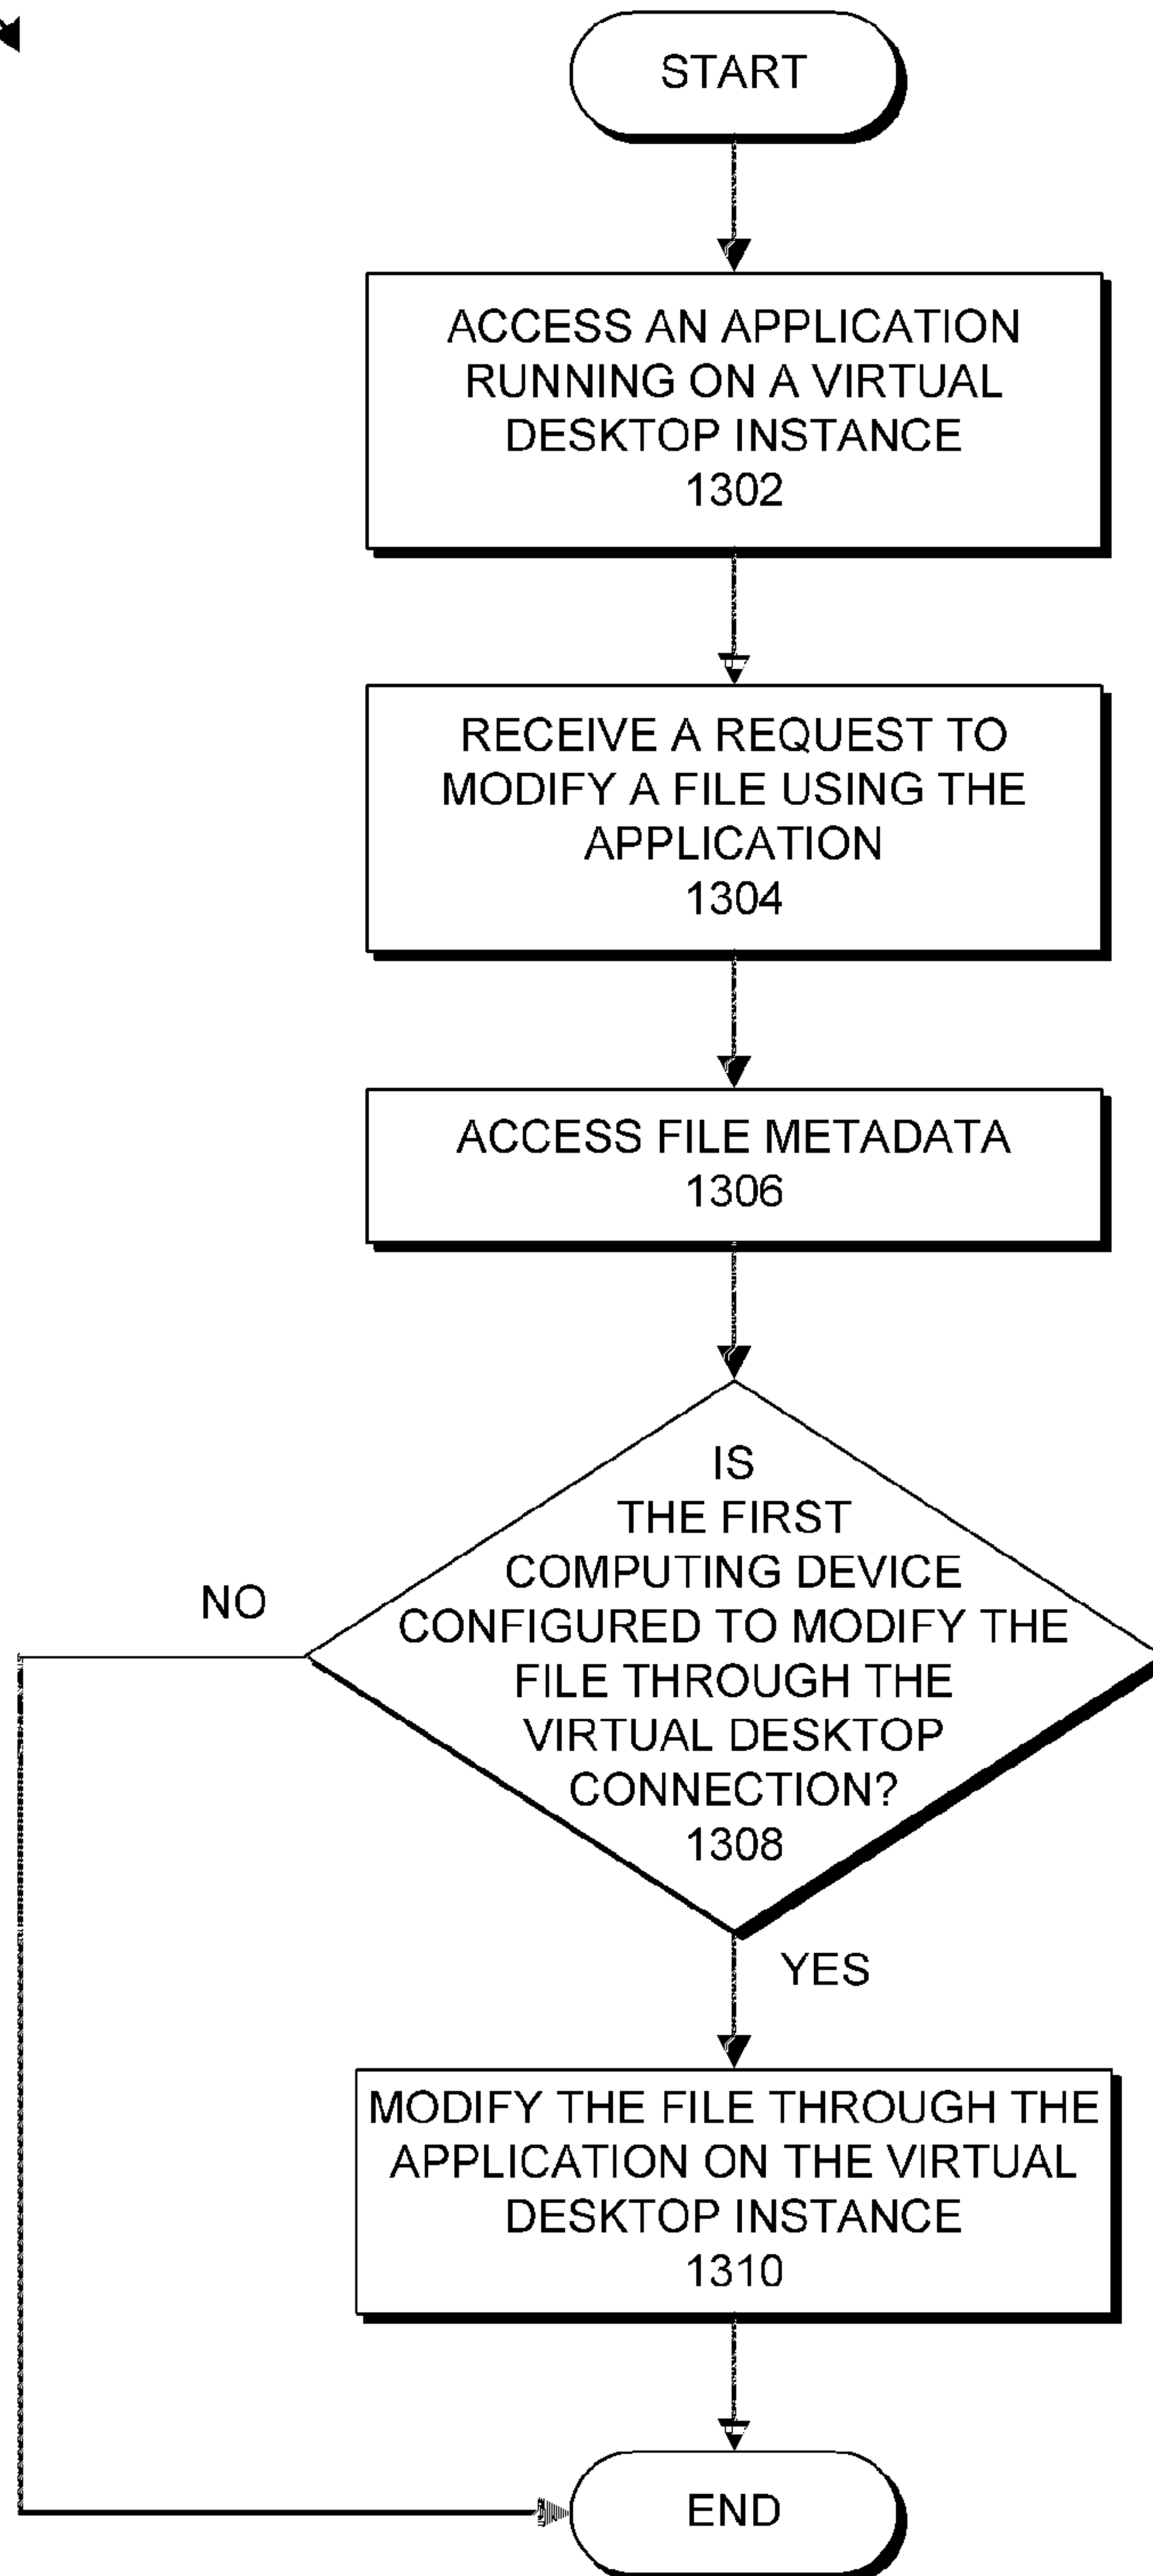 START
ACCESS AN APPLICATION
RUNNING ON A VIRTUAL
DESKTOP INSTANCE
1302
RECEIVE A REQUEST TO
MODIFY A FILE USING THE
APPLICATION
1304
ACCESS FILE METADATA
1306
IS
THE FIRST
COMPUTING DEVICE
CONFIGURED TO MODIFY THE
FILE THROUGH THE
VIRTUAL DESKTOP
CONNECTION?
1308
NO
YES
MODIFY THE FILE THROUGH THE
APPLICATION ON THE VIRTUAL
DESKTOP INSTANCE
1310
END